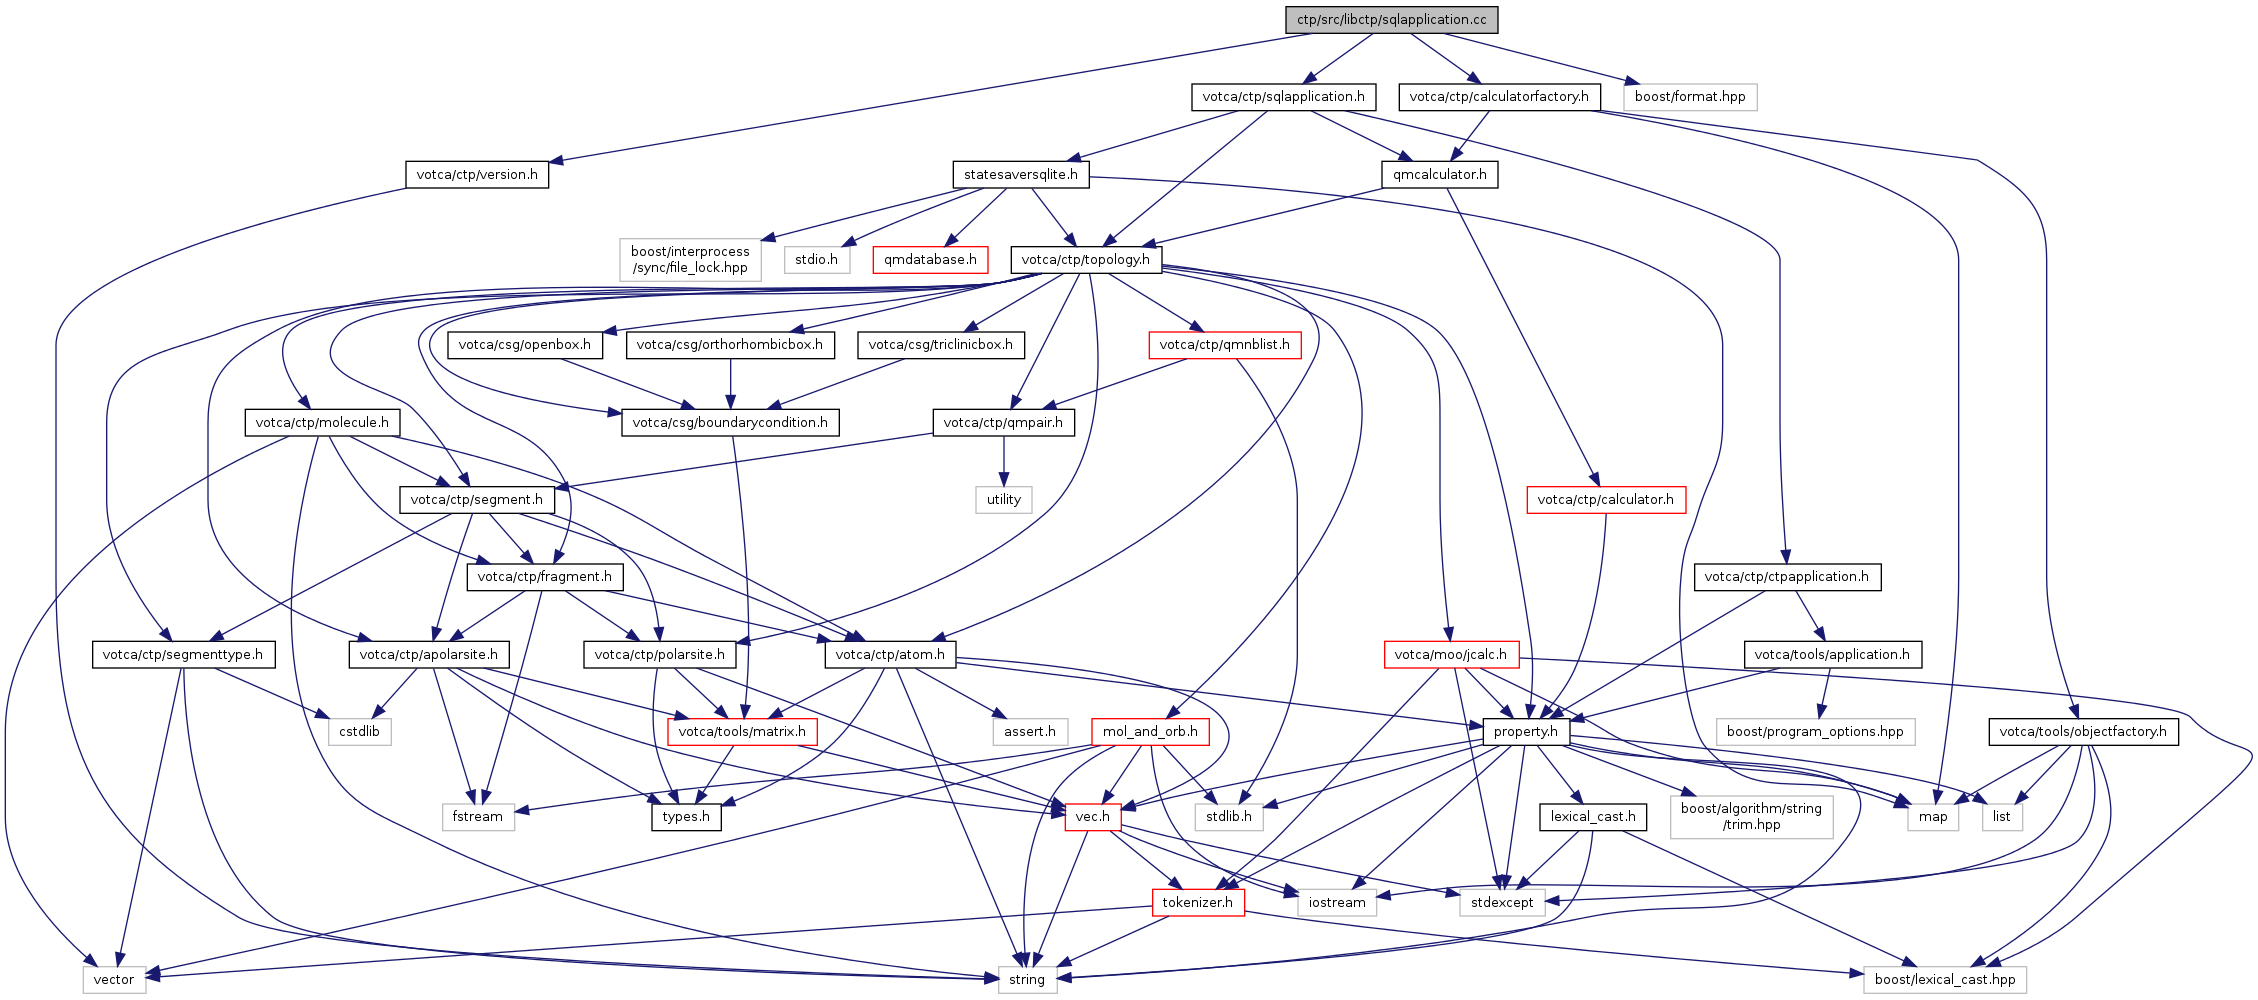 ctp/src/libctp/sqlapplication.cc
votca/ctp/sqlapplication.h
votca/ctp/calculatorfactory.h
boost/format.hpp
votca/ctp/version.h
statesaversqlite.h
qmcalculator.h
boost/interprocess
/sync/file_lock.hpp
stdio.h
qmdatabase.h
votca/ctp/topology.h
votca/csg/openbox.h
votca/csg/orthorhombicbox.h
votca/csg/triclinicbox.h
votca/ctp/qmnblist.h
votca/ctp/molecule.h
votca/csg/boundarycondition.h
votca/ctp/qmpair.h
votca/ctp/segment.h
utility
votca/ctp/calculator.h
votca/ctp/fragment.h
votca/ctp/ctpapplication.h
votca/ctp/segmenttype.h
votca/ctp/apolarsite.h
votca/ctp/polarsite.h
votca/ctp/atom.h
votca/moo/jcalc.h
votca/tools/application.h
cstdlib
votca/tools/matrix.h
assert.h
mol_and_orb.h
property.h
boost/program_options.hpp
votca/tools/objectfactory.h
fstream
types.h
vec.h
stdlib.h
lexical_cast.h
boost/algorithm/string
/trim.hpp
map
list
tokenizer.h
iostream
stdexcept
vector
string
boost/lexical_cast.hpp